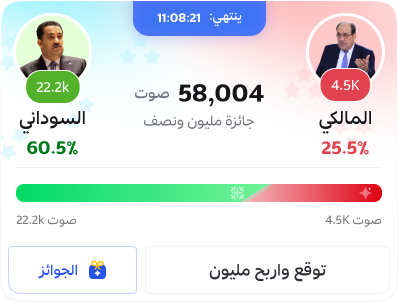 ينتهي: 11:08:21
4.5K
22.2k
58,004 صوت
جائزة مليون ونصف
المالكي
السوداني
25.5%
60.5%
صوت 4.5K
صوت 22.2k
توقع واربح مليون
الجوائز